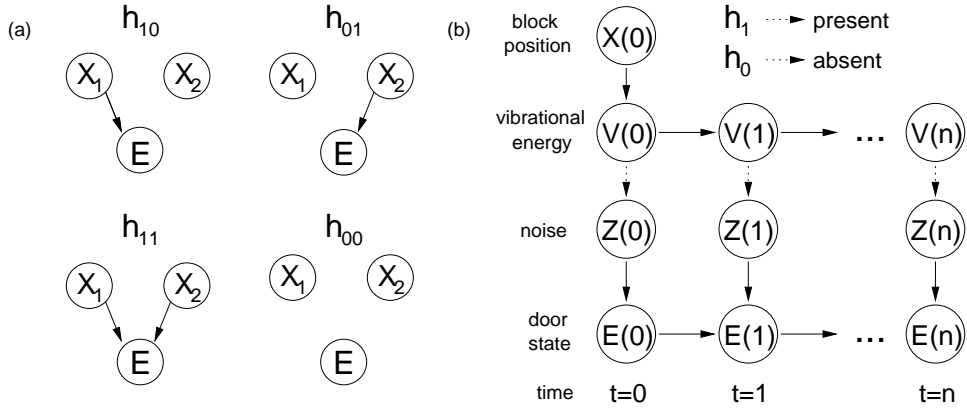 (a)
h10
h01
X1
X2
E
X1
X2
E
h11
h00
X1
X2
E
X1
X2
E
(b)
block
position
X(0)
h1
present
h0
absent
vibrational
energy
V(0)
V(1)
...
V(n)
noise
Z(0)
Z(1)
Z(n)
door
state
E(0)
E(1)
...
E(n)
time
t=0
t=1
t=n